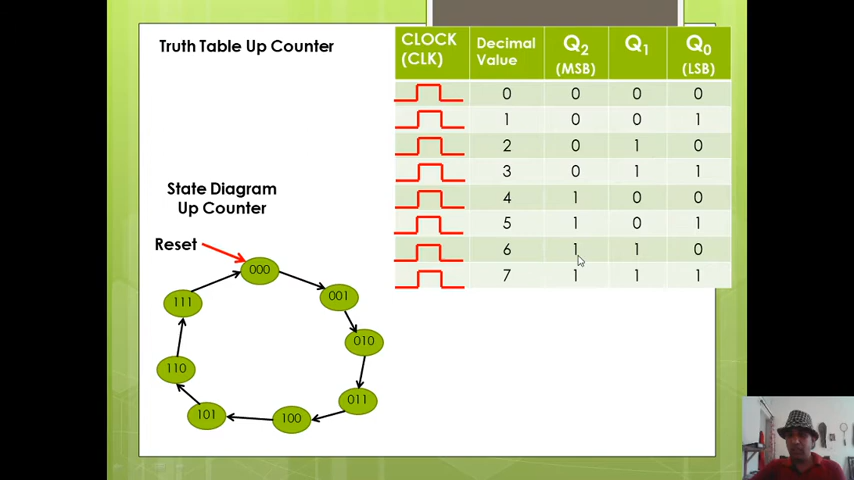 Truth Table Up Counter
CLOCK (CLK) Decimal Value Q2 (MSB) Q1 Q0 (LSB)
0 0 0 0
1 0 0 1
2 0 1 0
3 0 1 1
4 1 0 0
5 1 0 1
6 1 1 0
7 1 1 1
State Diagram
Up Counter
Reset
000
001
010
011
100
101
110
111